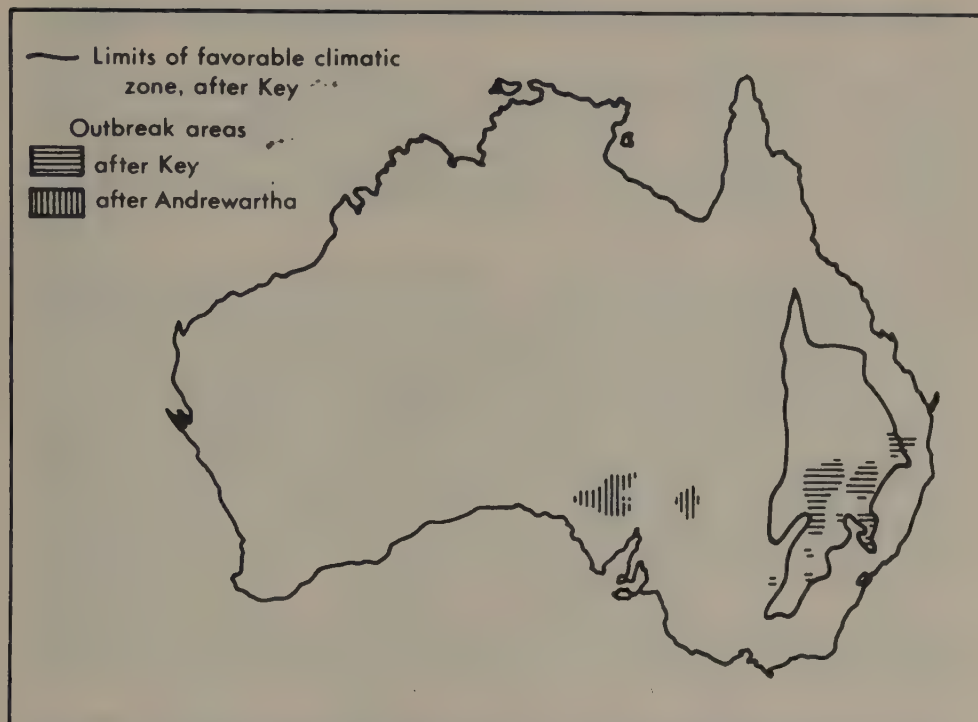 Limits of favorable climatic
zone, after Key
Outbreak areas
after Key
after Andrewartha